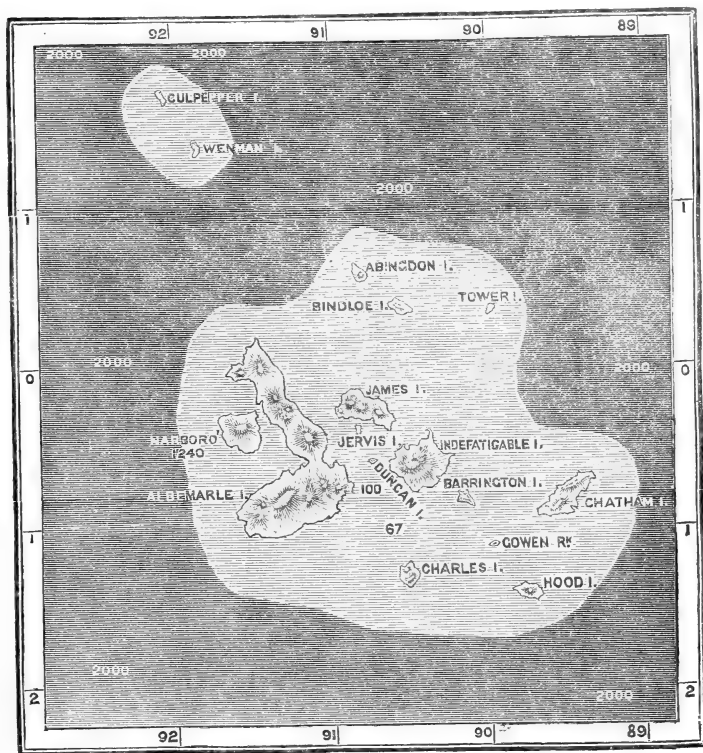 92 91 90 89
2000 2000
CULPEPPER I.
WENMAN I.
2000
1 1
ABINGDON I.
BINDLOE I. TOWER I.
2000 2000
0 0
JAMES I.
NARBORO'
1240
JERVIS I. INDEFATIGABLE I.
DUNCAN I.
BARRINGTON I.
ALBEMARLE I. 100
CHATHAM I.
67
1 1
GOWEN RK.
CHARLES I.
HOOD I.
2000
2000
2 2
92 91 90 89